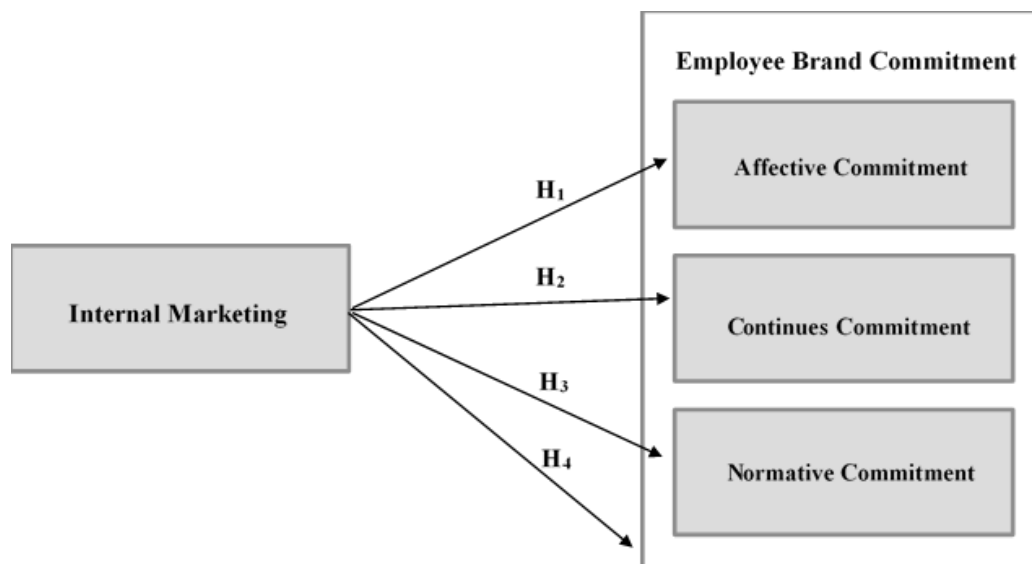 Employee Brand Commitment
Affective Commitment
H₁
H₂
Internal Marketing
Continues Commitment
H₃
H₄
Normative Commitment